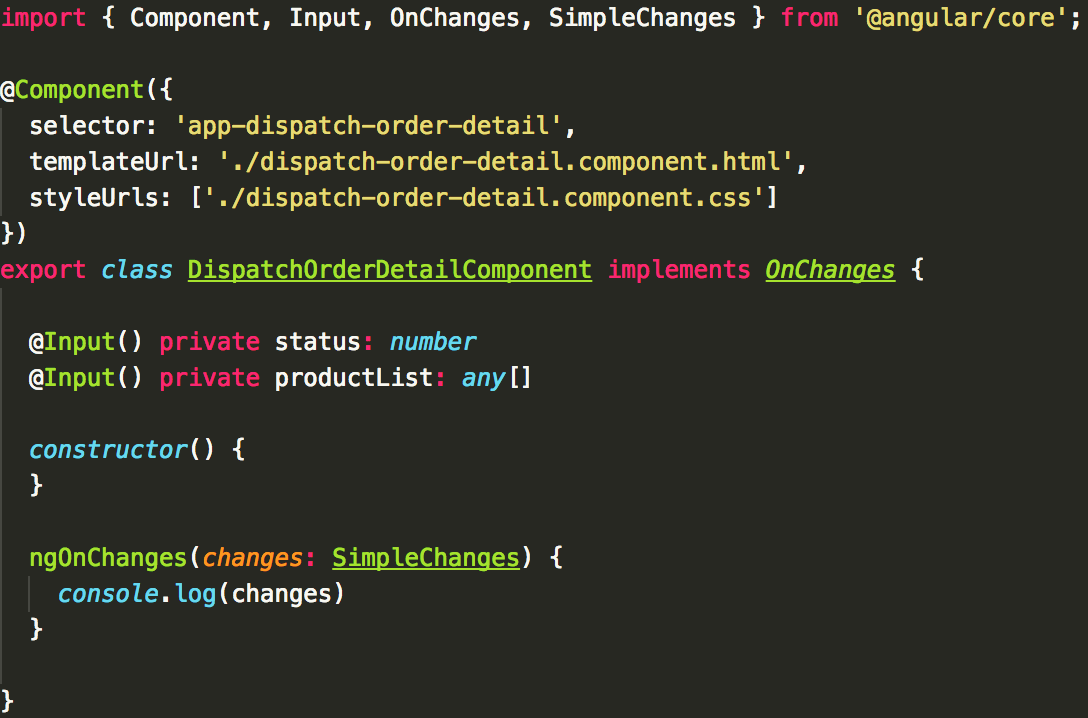 import { Component, Input, OnChanges, SimpleChanges } from '@angular/core';
@Component({
selector: 'app-dispatch-order-detail',
templateUrl: './dispatch-order-detail.component.html',
styleUrls: ['./dispatch-order-detail.component.css']
})
export class DispatchOrderDetailComponent implements OnChanges {
@Input() private status: number
@Input() private productList: any[]
constructor() {
}
ngOnChanges(changes: SimpleChanges) {
console.log(changes)
}
}